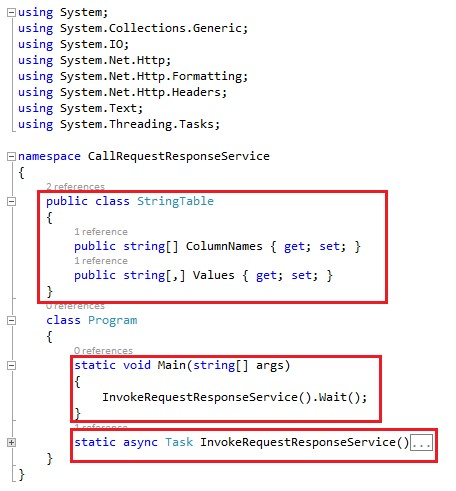 using System;
using System.Collections.Generic;
using System.IO;
using System.Net.Http;
using System.Net.Http.Formatting;
using System.Net.Http.Headers;
using System.Text;
using System.Threading.Tasks;
namespace CallRequestResponseService
{
2 references
public class StringTable
{
1 reference
public string[] ColumnNames { get; set; }
1 reference
public string[,] Values { get; set; }
}
0 references
class Program
{
0 references
static void Main(string[] args)
{
InvokeRequestResponseService().Wait();
}
1 reference
static async Task InvokeRequestResponseService()...
}
}